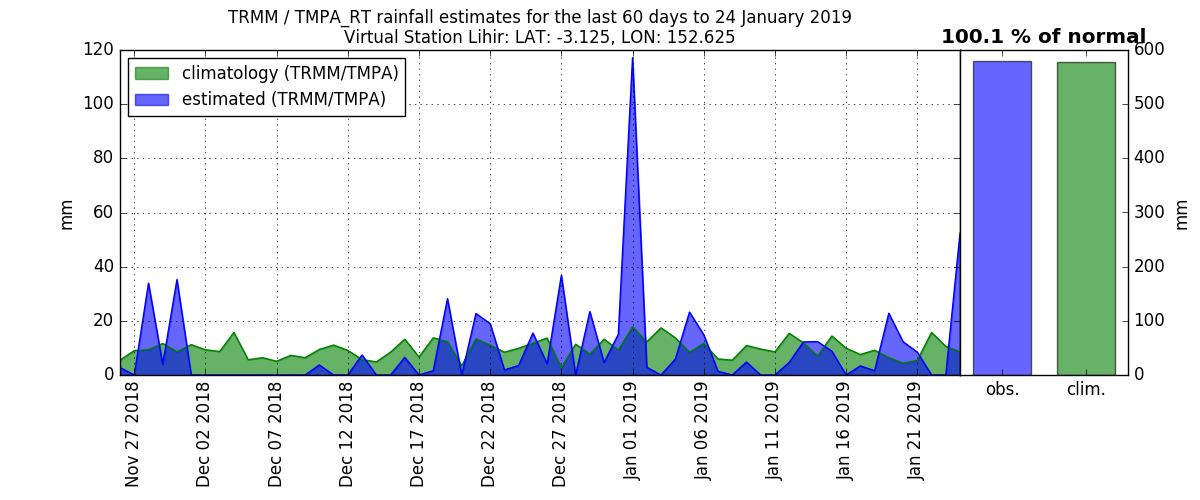 TRMM / TMPA_RT rainfall estimates for the last 60 days to 24 January 2019
Virtual Station Lihir: LAT: -3.125, LON: 152.625
100.1 % of normal
climatology (TRMM/TMPA)
estimated (TRMM/TMPA)
120
100
80
60
40
20
0
mm
600
500
400
300
200
100
0
mm
Nov 27 2018
Dec 02 2018
Dec 07 2018
Dec 12 2018
Dec 17 2018
Dec 22 2018
Dec 27 2018
Jan 01 2019
Jan 06 2019
Jan 11 2019
Jan 16 2019
Jan 21 2019
obs.
clim.